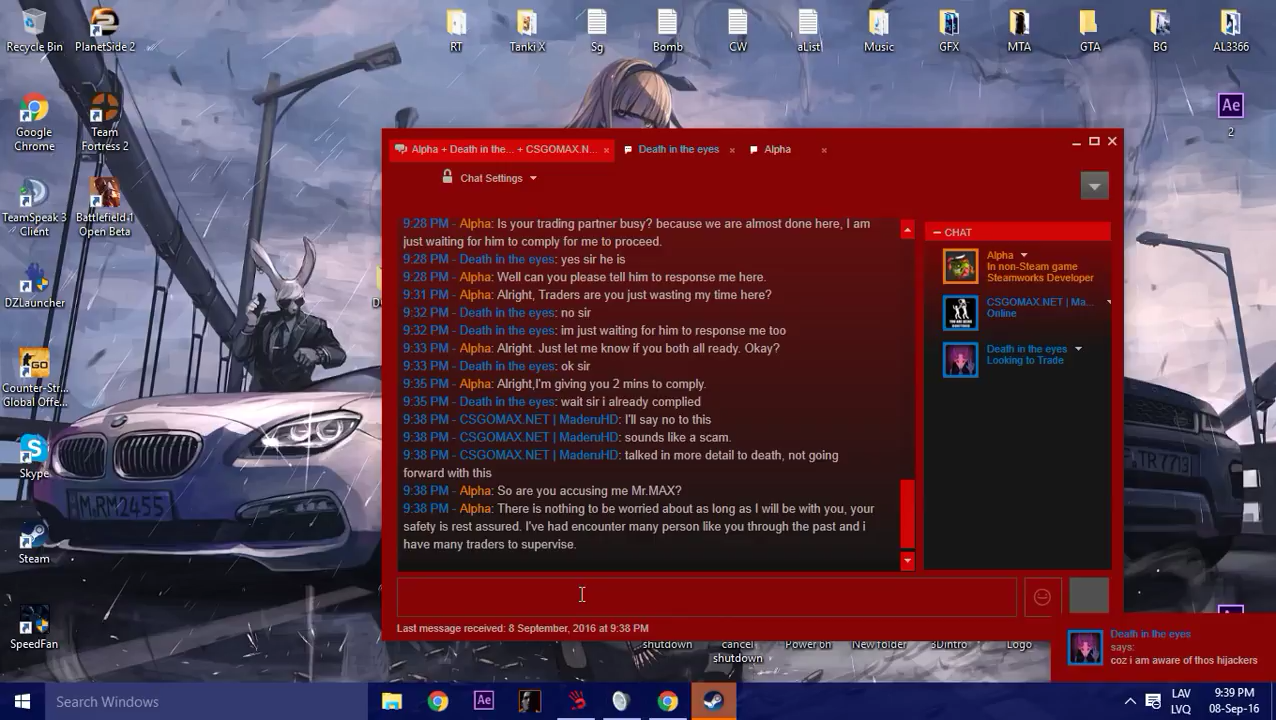 Recycle Bin
PlanetSide 2
RT
Tanki X
Sg
Bomb
CW
aList
Music
GFX
MTA
GTA
BG
AL3366
Google
Chrome
Team
Fortress 2
Ae
2
Alpha + Death in the... + CSGOMAX.N...
Death in the eyes
Alpha
Chat Settings
TeamSpeak 3
Client
Battlefield 1
Open Beta
DZLauncher
Counter-Str...
Global Offe...
GO
Skype
Steam
SpeedFan
M.RM2455
TR7713
9:28 PM - Alpha: Is your trading partner busy? because we are almost done here, I am
just waiting for him to comply for me to proceed.
9:28 PM - Death in the eyes: yes sir he is
9:28 PM - Alpha: Well can you please tell him to response me here.
9:31 PM - Alpha: Alright, Traders are you just wasting my time here?
9:32 PM - Death in the eyes: no sir
9:32 PM - Death in the eyes: im just waiting for him to response me too
9:33 PM - Alpha: Alright. Just let me know if you both all ready. Okay?
9:33 PM - Death in the eyes: ok sir
9:35 PM - Alpha: Alright,I'm giving you 2 mins to comply.
9:35 PM - Death in the eyes: wait sir i already complied
9:38 PM - CSGOMAX.NET | MaderuHD: I'll say no to this
9:38 PM - CSGOMAX.NET | MaderuHD: sounds like a scam.
9:38 PM - CSGOMAX.NET | MaderuHD: talked in more detail to death, not going
forward with this
9:38 PM - Alpha: So are you accusing me Mr.MAX?
9:38 PM - Alpha: There is nothing to be worried about as long as I will be with you, your
safety is rest assured. I've had encounter many person like you through the past and i
have many traders to supervise.
CHAT
Alpha
In non-Steam game
Steamworks Developer
CSGOMAX.NET | Ma...
Online
Death in the eyes
Looking to Trade
Last message received: 8 September, 2016 at 9:38 PM
shutdown
cancel
shutdown
Power on
New folder
3Dintro
Logo
Death in the eyes
says:
coz i am aware of thos hijackers
Search Windows
Ae
LAV
LVQ
9:39 PM
08-Sep-16